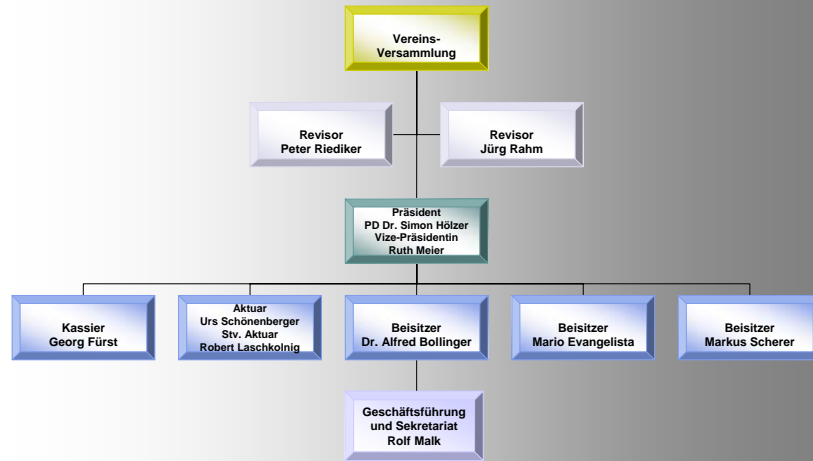 Vereins-
Versammlung
Revisor
Peter Riediker
Revisor
Jürg Rahm
Präsident
PD Dr. Simon Hölzer
Vize-Präsidentin
Ruth Meier
Kassier
Georg Fürst
Aktuar
Urs Schönenberger
Stv. Aktuar
Robert Laschkolnig
Beisitzer
Dr. Alfred Bollinger
Beisitzer
Mario Evangelista
Beisitzer
Markus Scherer
Geschäftsführung
und Sekretariat
Rolf Malk